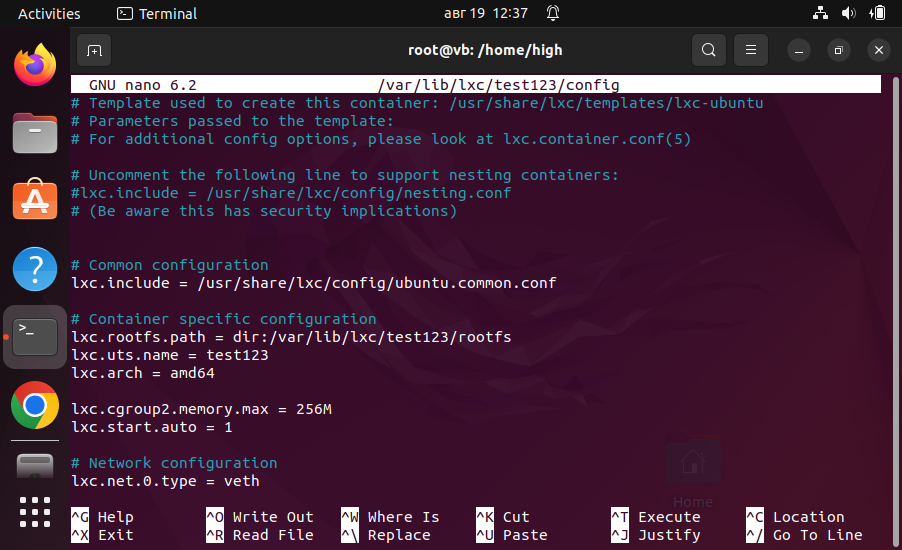 Activities Terminal авг 19 12:37
root@vb: /home/high
GNU nano 6.2 /var/lib/lxc/test123/config
# Template used to create this container: /usr/share/lxc/templates/lxc-ubuntu
# Parameters passed to the template:
# For additional config options, please look at lxc.container.conf(5)
# Uncomment the following line to support nesting containers:
#lxc.include = /usr/share/lxc/config/nesting.conf
# (Be aware this has security implications)
# Common configuration
lxc.include = /usr/share/lxc/config/ubuntu.common.conf
# Container specific configuration
lxc.rootfs.path = dir:/var/lib/lxc/test123/rootfs
lxc.uts.name = test123
lxc.arch = amd64
lxc.cgroup2.memory.max = 256M
lxc.start.auto = 1
# Network configuration
lxc.net.0.type = veth
Home
^G Help ^O Write Out ^W Where Is ^K Cut ^T Execute ^C Location
^X Exit ^R Read File ^\ Replace ^U Paste ^J Justify ^/ Go To Line